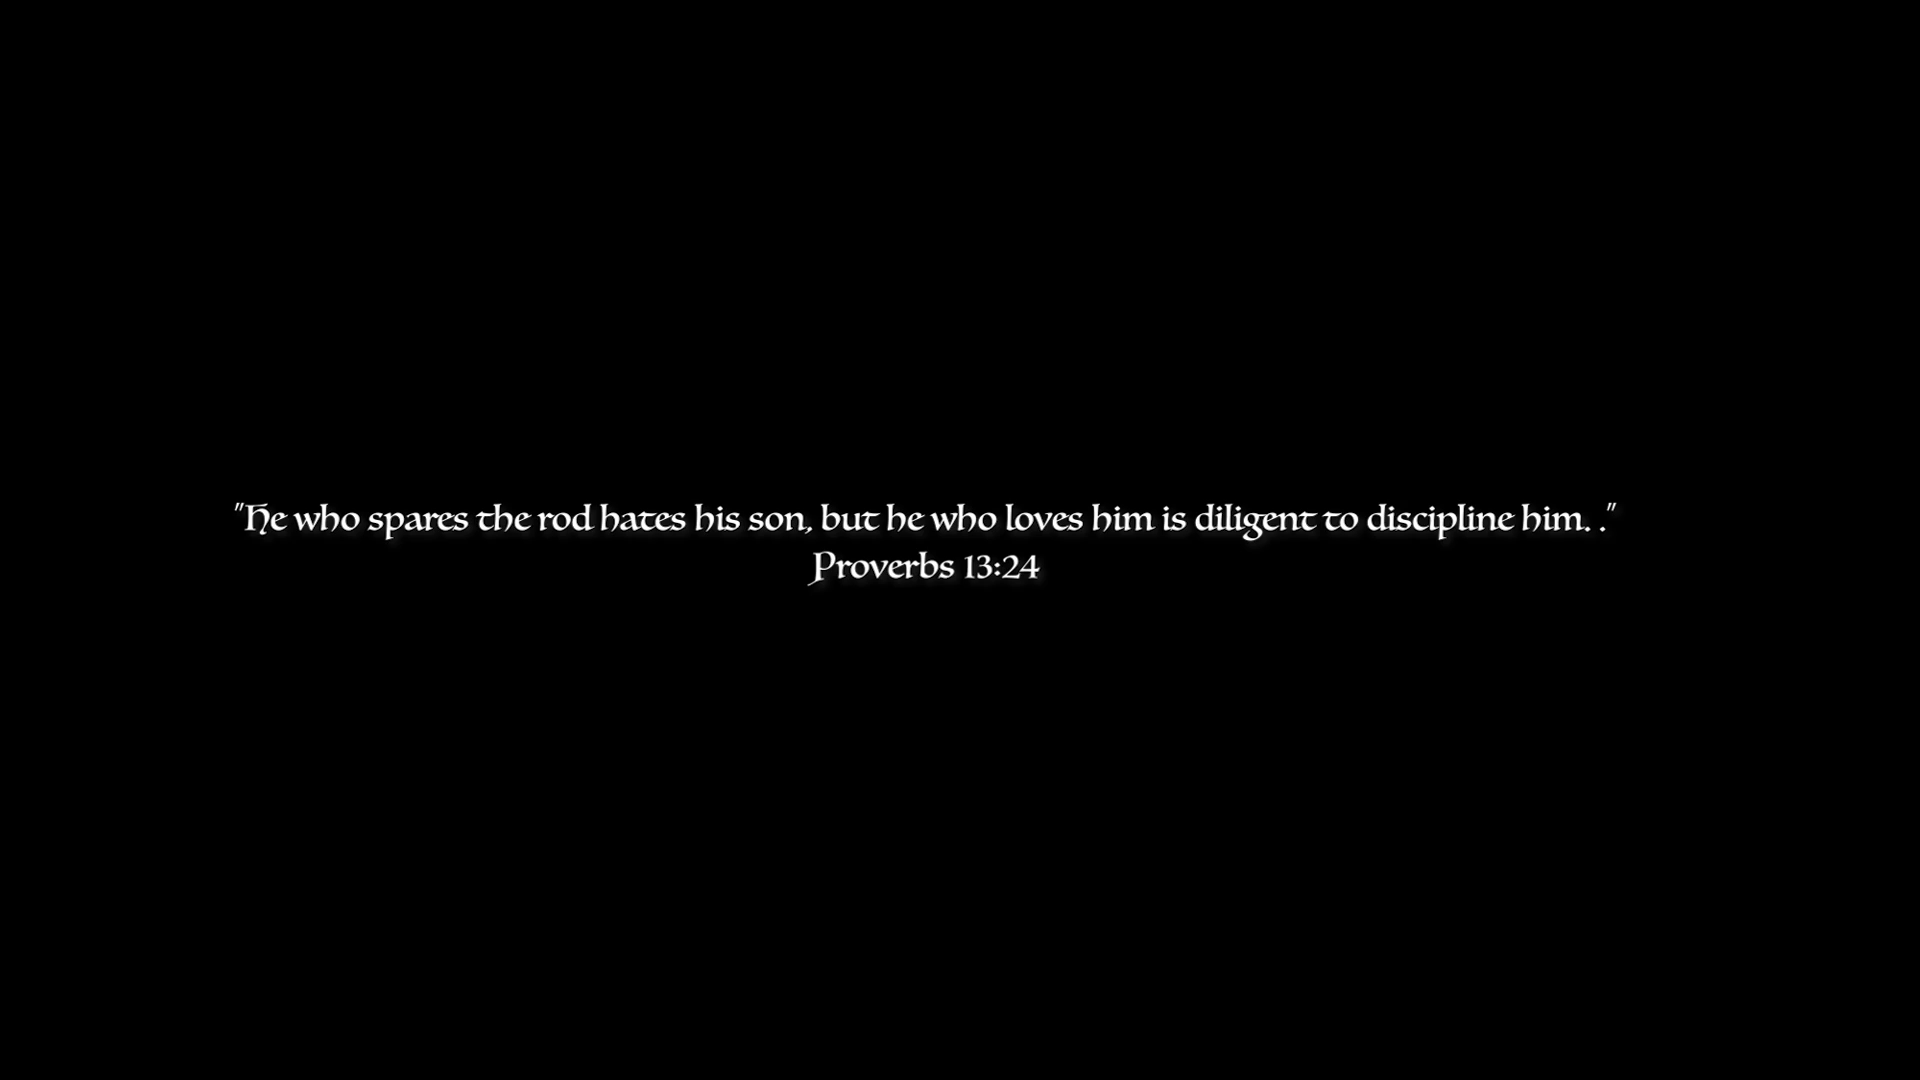 "He who spares the rod hates his son, but he who loves him is diligent to discipline him. ."
Proverbs 13:24